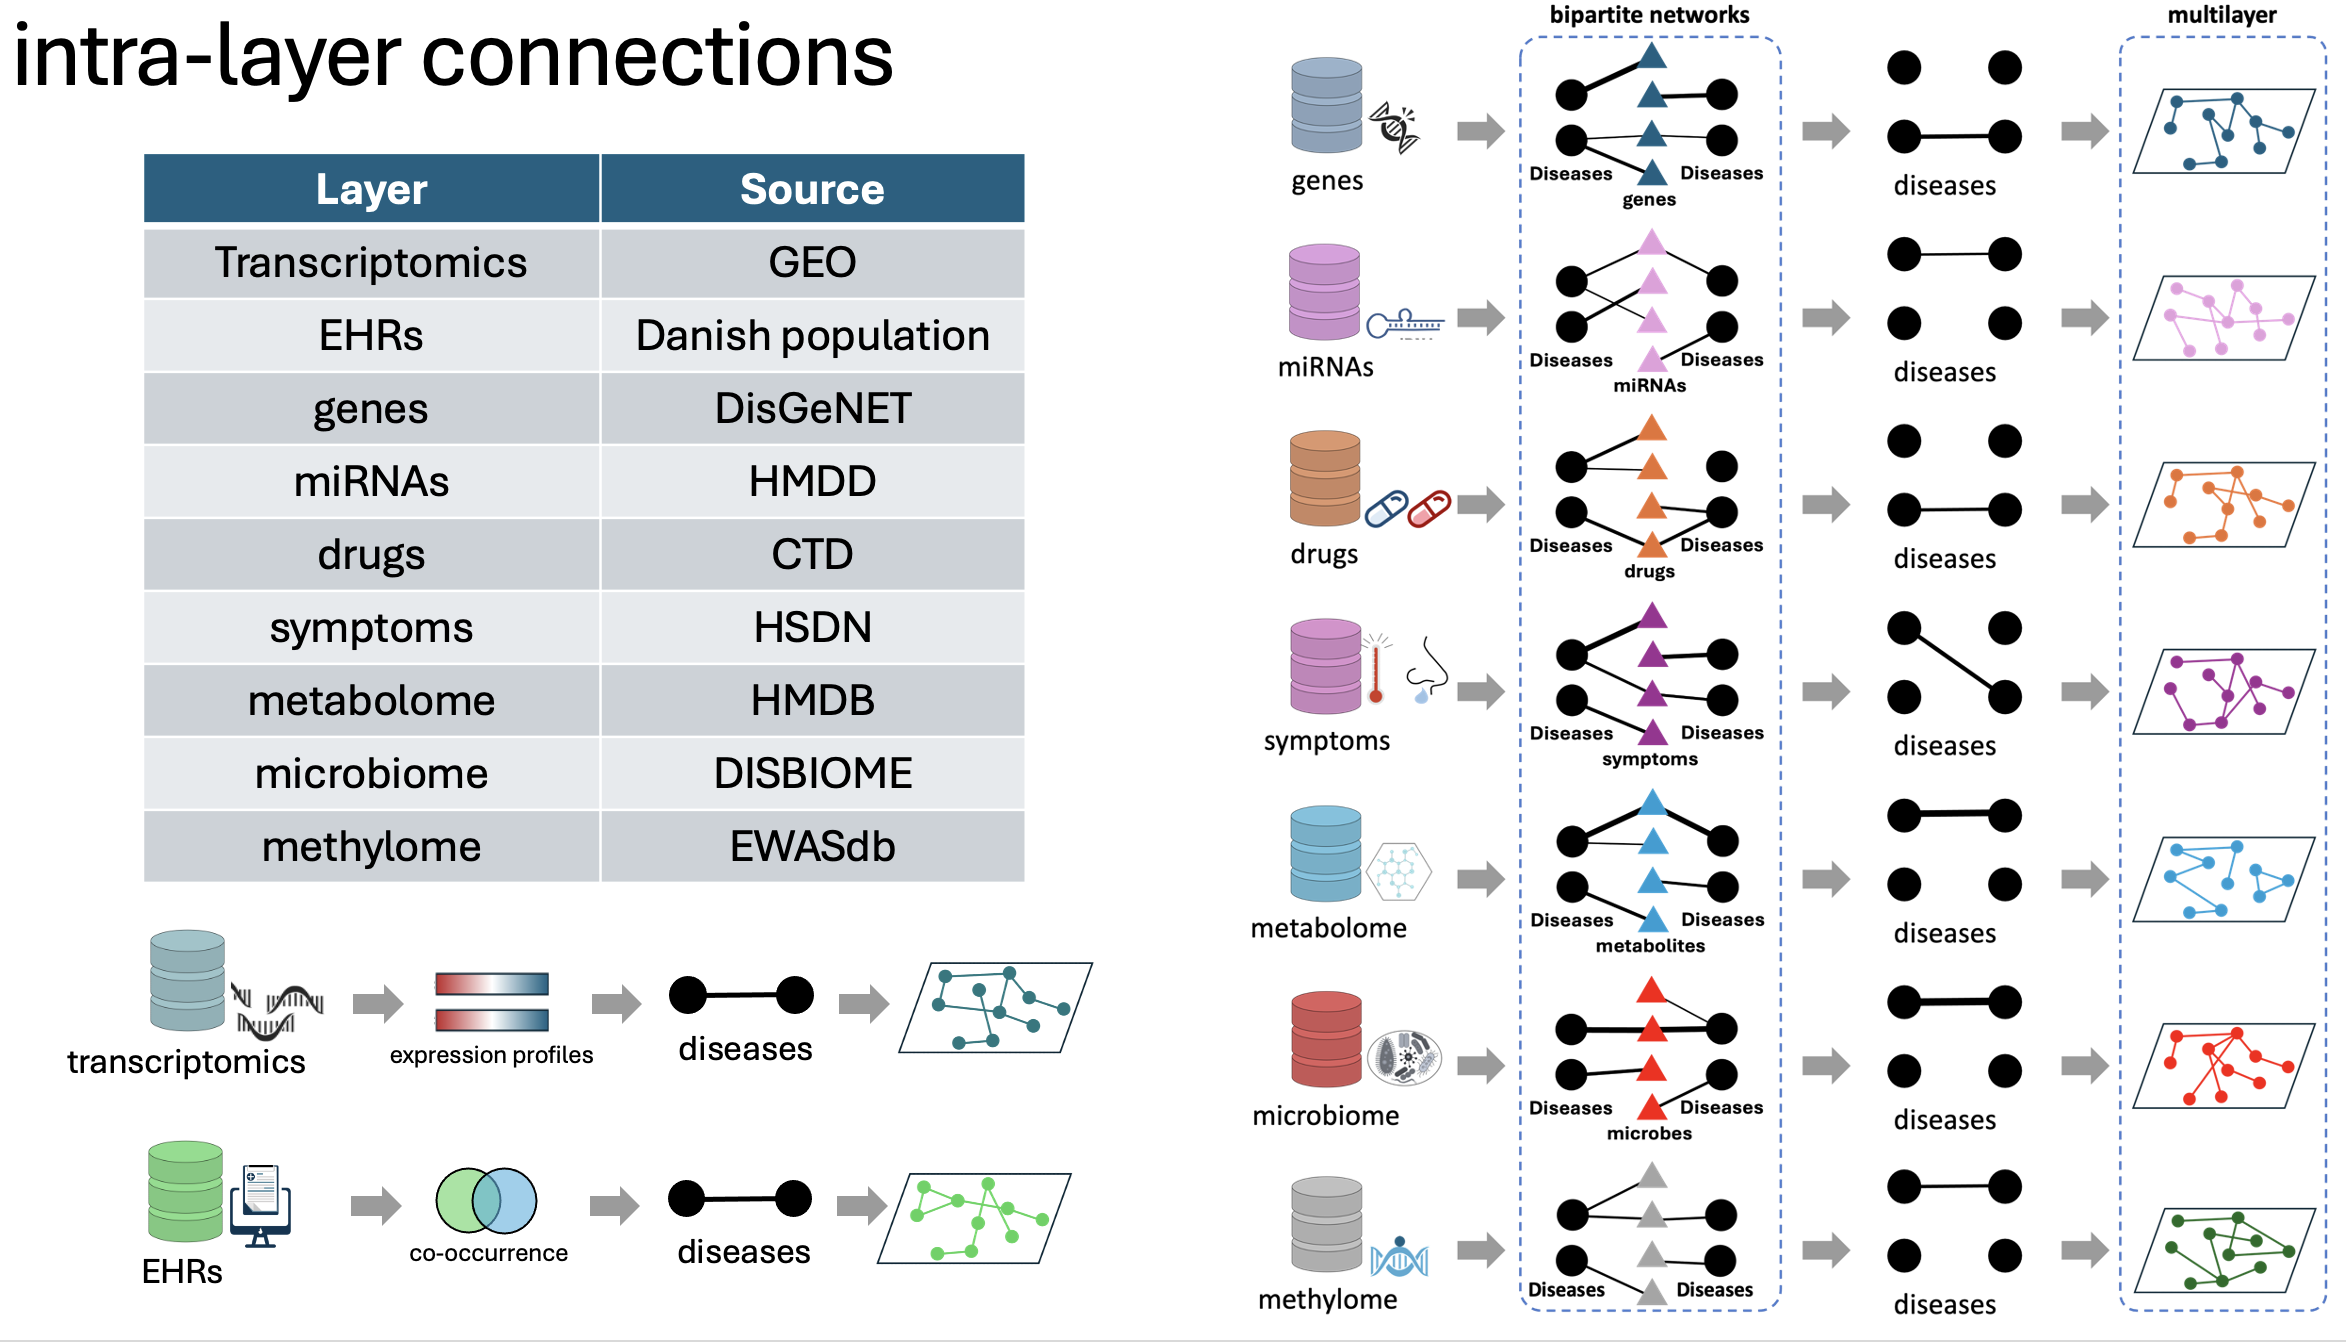 intra-layer connections
Layer Source
Transcriptomics GEO
EHRs Danish population
genes DisGeNET
miRNAs HMDD
drugs CTD
symptoms HSDN
metabolome HMDB
microbiome DISBIOME
methylome EWASdb
transcriptomics
expression profiles
diseases
EHRs
co-occurrence
diseases
bipartite networks
multilayer
genes
Diseases Diseases
genes
diseases
miRNAs
Diseases Diseases
miRNAs
diseases
drugs
Diseases Diseases
drugs
diseases
symptoms
Diseases Diseases
symptoms
diseases
metabolome
Diseases Diseases
metabolites
diseases
microbiome
Diseases Diseases
microbes
diseases
methylome
Diseases Diseases
diseases